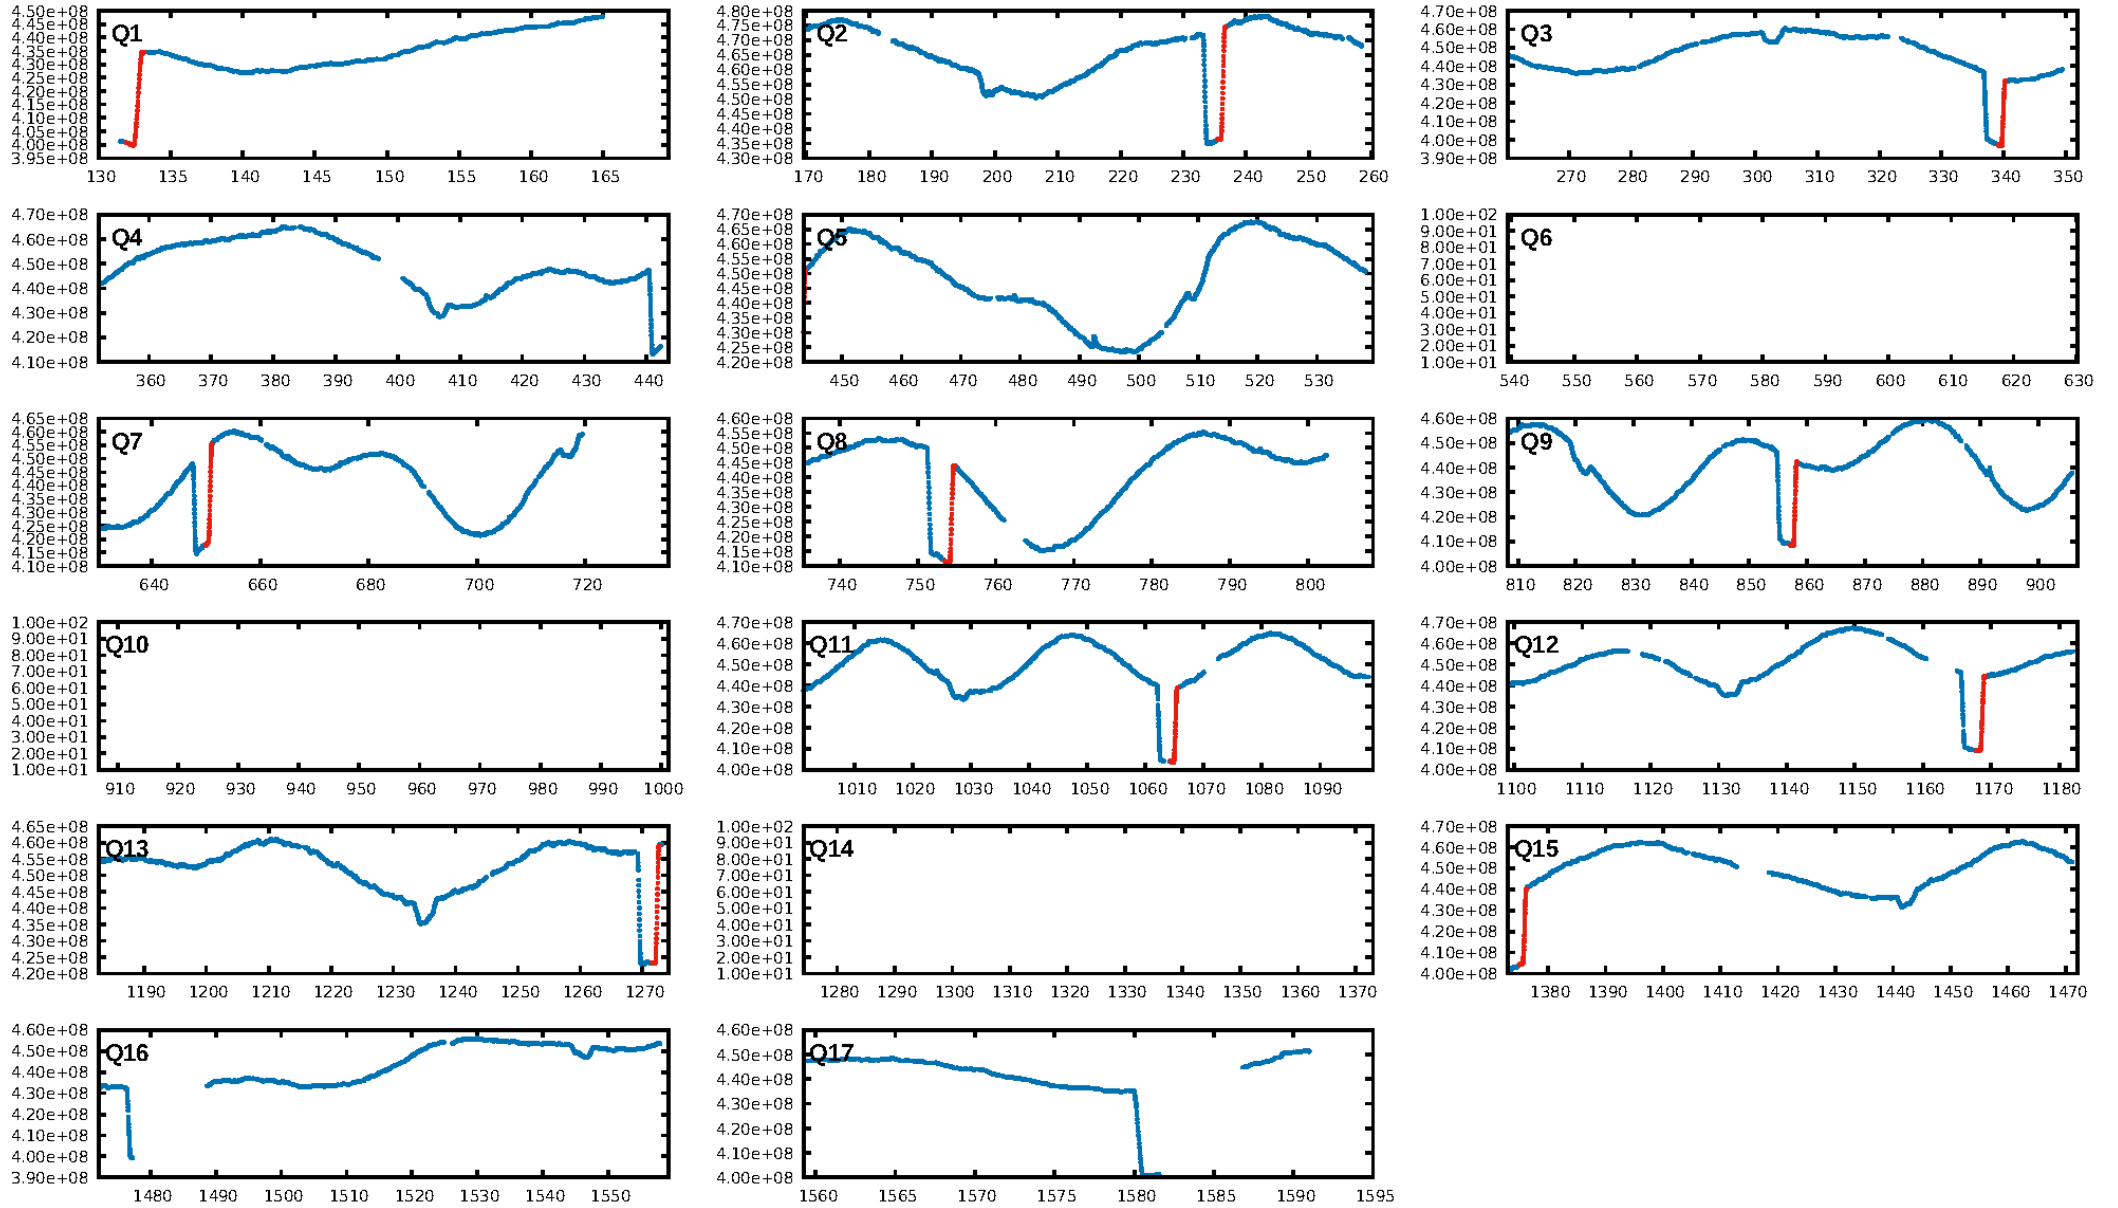 4.50e+08
4.45e+08
4.40e+08
4.35e+08
4.30e+08
4.25e+08
4.20e+08
4.15e+08
4.10e+08
4.05e+08
4.00e+08
3.95e+08
Q1
130 135 140 145 150 155 160 165
4.80e+08
4.75e+08
4.70e+08
4.65e+08
4.60e+08
4.55e+08
4.50e+08
4.45e+08
4.40e+08
4.35e+08
4.30e+08
Q2
170 180 190 200 210 220 230 240 250 260
4.70e+08
4.60e+08
4.50e+08
4.40e+08
4.30e+08
4.20e+08
4.10e+08
4.00e+08
3.90e+08
Q3
270 280 290 300 310 320 330 340 350
4.70e+08
4.60e+08
4.50e+08
4.40e+08
4.30e+08
4.20e+08
4.10e+08
Q4
360 370 380 390 400 410 420 430 440
4.70e+08
4.65e+08
4.60e+08
4.55e+08
4.50e+08
4.45e+08
4.40e+08
4.35e+08
4.30e+08
4.25e+08
4.20e+08
Q5
450 460 470 480 490 500 510 520 530
1.00e+02
9.00e+01
8.00e+01
7.00e+01
6.00e+01
5.00e+01
4.00e+01
3.00e+01
2.00e+01
1.00e+01
Q6
540 550 560 570 580 590 600 610 620 630
4.65e+08
4.60e+08
4.55e+08
4.50e+08
4.45e+08
4.40e+08
4.35e+08
4.30e+08
4.25e+08
4.20e+08
4.15e+08
4.10e+08
Q7
640 660 680 700 720
4.60e+08
4.55e+08
4.50e+08
4.45e+08
4.40e+08
4.35e+08
4.30e+08
4.25e+08
4.20e+08
4.15e+08
4.10e+08
Q8
740 750 760 770 780 790 800
4.60e+08
4.50e+08
4.40e+08
4.30e+08
4.20e+08
4.10e+08
4.00e+08
Q9
810 820 830 840 850 860 870 880 890 900
1.00e+02
9.00e+01
8.00e+01
7.00e+01
6.00e+01
5.00e+01
4.00e+01
3.00e+01
2.00e+01
1.00e+01
Q10
910 920 930 940 950 960 970 980 990 1000
4.70e+08
4.60e+08
4.50e+08
4.40e+08
4.30e+08
4.20e+08
4.10e+08
4.00e+08
Q11
1010 1020 1030 1040 1050 1060 1070 1080 1090
4.70e+08
4.60e+08
4.50e+08
4.40e+08
4.30e+08
4.20e+08
4.10e+08
4.00e+08
Q12
1100 1110 1120 1130 1140 1150 1160 1170 1180
4.65e+08
4.60e+08
4.55e+08
4.50e+08
4.45e+08
4.40e+08
4.35e+08
4.30e+08
4.25e+08
4.20e+08
Q13
1190 1200 1210 1220 1230 1240 1250 1260 1270
1.00e+02
9.00e+01
8.00e+01
7.00e+01
6.00e+01
5.00e+01
4.00e+01
3.00e+01
2.00e+01
1.00e+01
Q14
1280 1290 1300 1310 1320 1330 1340 1350 1360 1370
4.70e+08
4.60e+08
4.50e+08
4.40e+08
4.30e+08
4.20e+08
4.10e+08
4.00e+08
Q15
1380 1390 1400 1410 1420 1430 1440 1450 1460 1470
4.60e+08
4.50e+08
4.40e+08
4.30e+08
4.20e+08
4.10e+08
4.00e+08
3.90e+08
Q16
1480 1490 1500 1510 1520 1530 1540 1550
4.60e+08
4.50e+08
4.40e+08
4.30e+08
4.20e+08
4.10e+08
4.00e+08
Q17
1560 1565 1570 1575 1580 1585 1590 1595